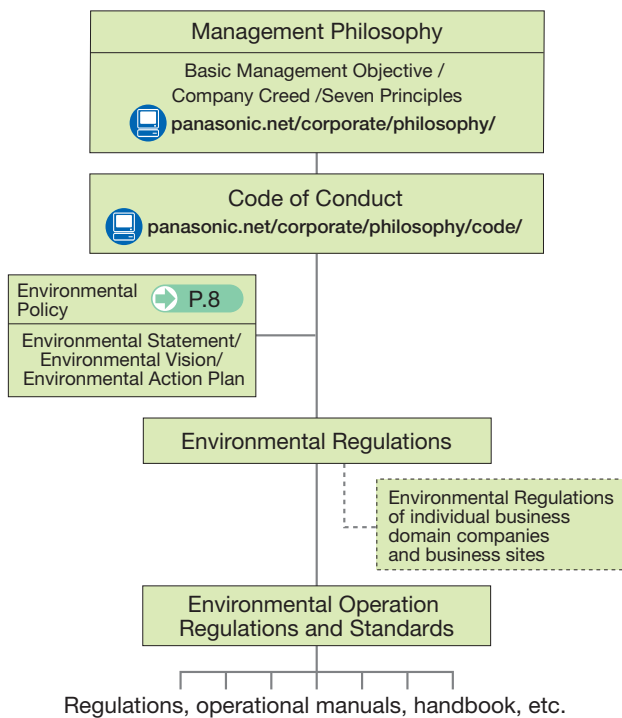 Management Philosophy
Basic Management Objective /
Company Creed /Seven Principles
panasonic.net/corporate/philosophy/
Code of Conduct
panasonic.net/corporate/philosophy/code/
Environmental
Policy
P.8
Environmental Statement/
Environmental Vision/
Environmental Action Plan
Environmental Regulations
Environmental Regulations
of individual business
domain companies
and business sites
Environmental Operation
Regulations and Standards
Regulations, operational manuals, handbook, etc.